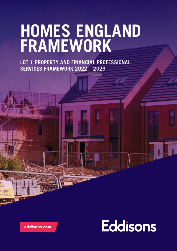 HOMES ENGLAND
FRAMEWORK
LOT 1 PROPERTY AND FINANCIAL PROFESSIONAL
SERVICES FRAMEWORK 2022 - 2026
eddisons.com
Eddisons